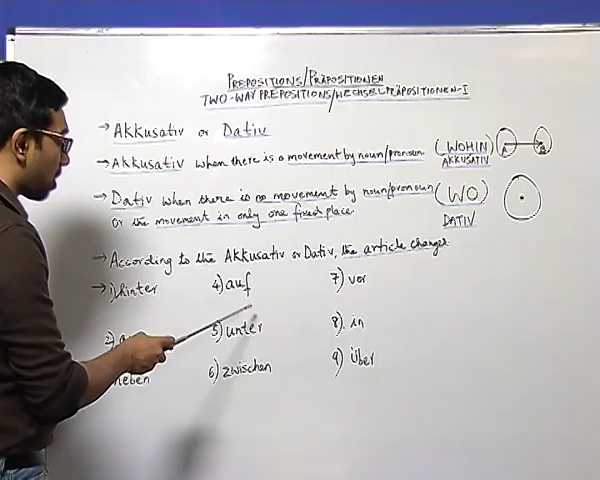 PREPOSITIONS/PRÄPOSITIONEN
TWO-WAY PREPOSITIONS/WECHSELPRÄPOSITIONEN-I
→ Akkusativ or Dativ
→ Akkusativ when there is a movement by noun/pronoun (WOHIN) A B
AKKUSATIV
→ Dativ when there is no movement by noun/pronoun (WO)
Or the movement in only one fixed place
DATIV
→ According to the Akkusativ or Dativ, the article changes
→ 1) hinter 4) auf 7) vor
2) a 5) unter 8) in
neben 6) zwischen 9) über